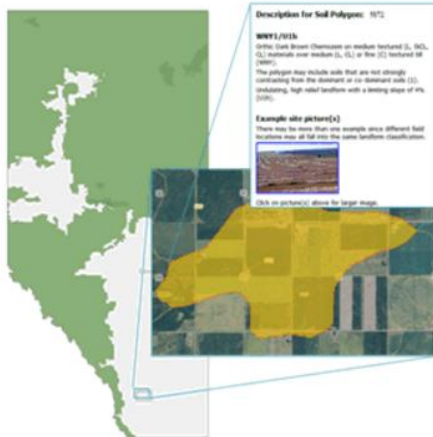 Description for Soil Polygon: 5072
WNY1/U1h
Orthic Dark Brown Chernozem on medium textured (L, SiCL,
CL) materials over medium (L, CL) or fine (C) textured till
(WNY).
The polygon may include soils that are not strongly
contrasting from the dominant or co-dominant soils (1).
Undulating, high relief landform with a limiting slope of 4%
(U1h).
Example site picture(s)
There may be more than one example since different field
locations may all fall into the same landform classification.
Click on picture(s) above for larger image.